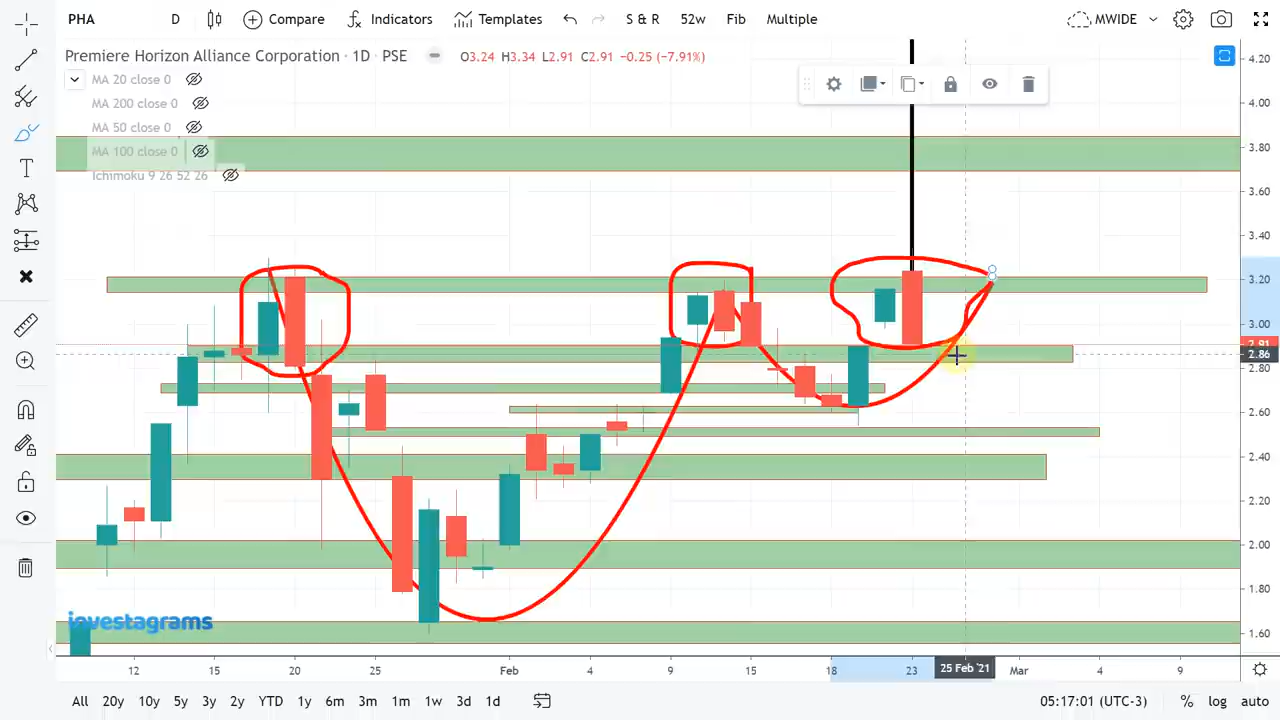 PHA D Compare Indicators Templates S & R 52w Fib Multiple MWIDE
Premiere Horizon Alliance Corporation · 1D · PSE O3.24 H3.34 L2.91 C2.91 −0.25 (−7.91%)
MA 20 close 0
MA 200 close 0
MA 50 close 0
MA 100 close 0
Ichimoku 9 26 52 26
4.20
4.00
3.80
3.60
3.40
3.20
3.00
2.91
2.86
2.80
2.60
2.40
2.20
2.00
1.80
1.60
investagrams
12 15 20 25 Feb 4 9 15 18 23 25 Feb '21 Mar 4 9
All 20y 10y 5y 3y 2y YTD 1y 6m 3m 1m 1w 3d 1d 05:17:01 (UTC-3) % log auto